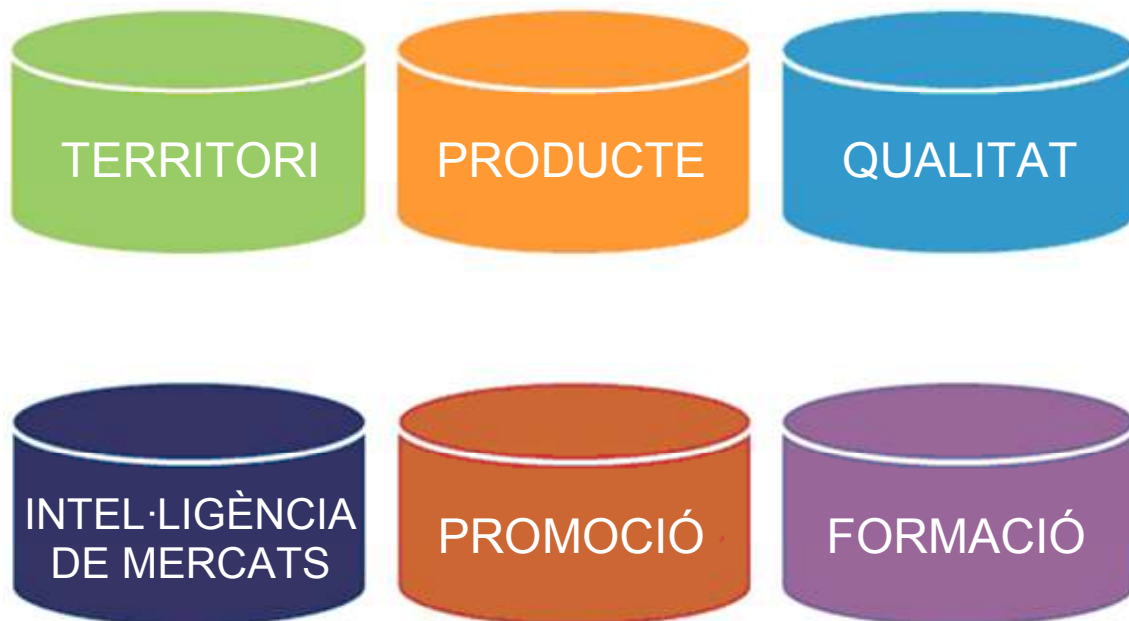 TERRITORI
PRODUCTE
QUALITAT
INTEL·LIGÈNCIA
DE MERCATS
PROMOCIÓ
FORMACIÓ